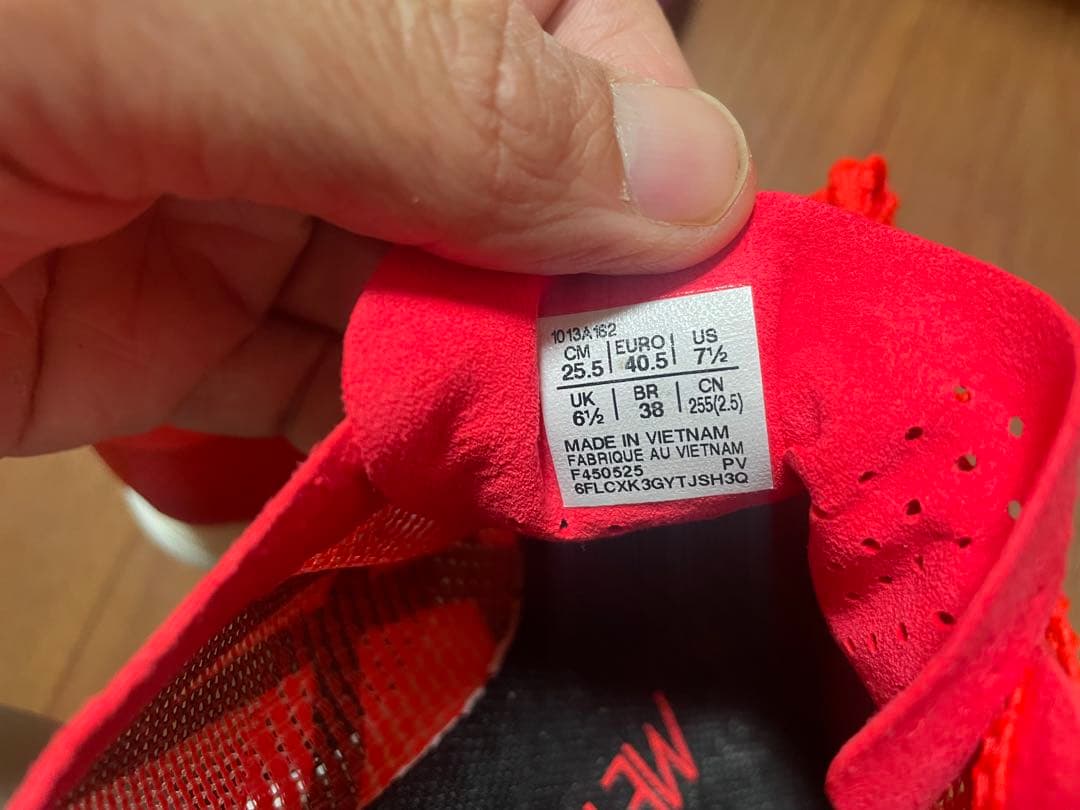 1013A162
CM 25.5 | EURO 40.5 | US 7½
UK 6½ | BR 38 | CN 255(2.5)
MADE IN VIETNAM
FABRIQUE AU VIETNAM
F450525 PV
6FLCXK3GYTJSH3Q
ME